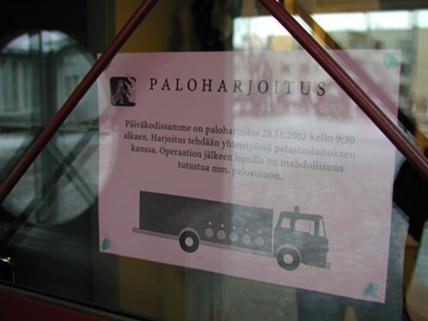 PALOHARJOITUS
Päiväkodissamme on paloharjoitus 28.11.2002 kello 9:30
alkaen. Harjoitus tehdään yhteistyössä pelastuslaitoksen
kanssa. Operaation jälkeen lapsilla on mahdollisuus
tutustua mm. paloautoon.